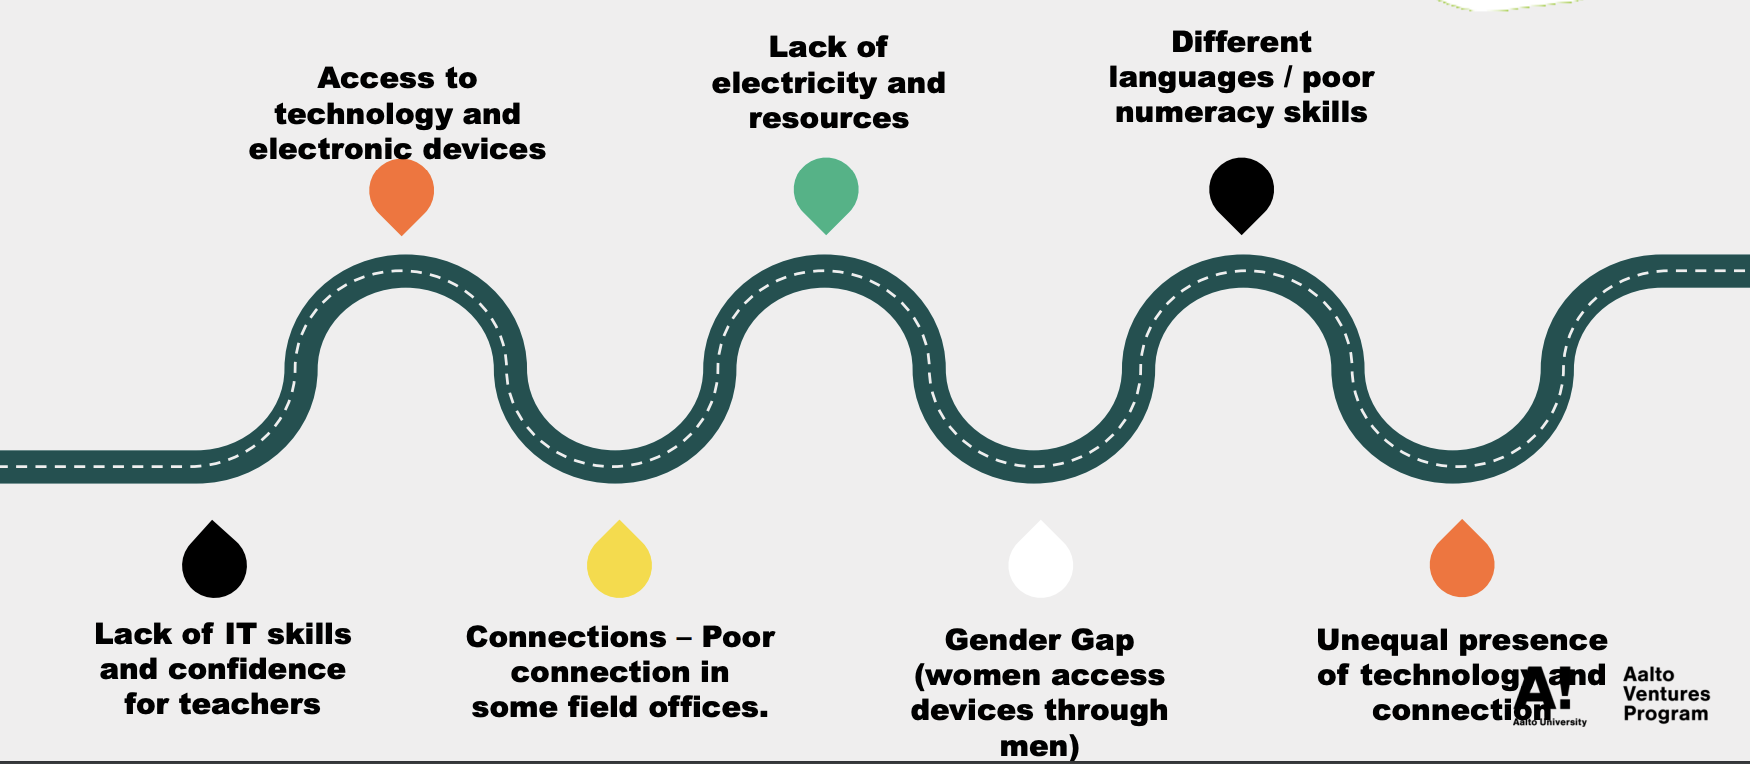 Access to
technology and
electronic devices
Lack of
electricity and
resources
Different
languages / poor
numeracy skills
Lack of IT skills
and confidence
for teachers
Connections – Poor
connection in
some field offices.
Gender Gap
(women access
devices through
men)
Unequal presence
of technology and
connection
A!
Aalto University
Aalto
Ventures
Program